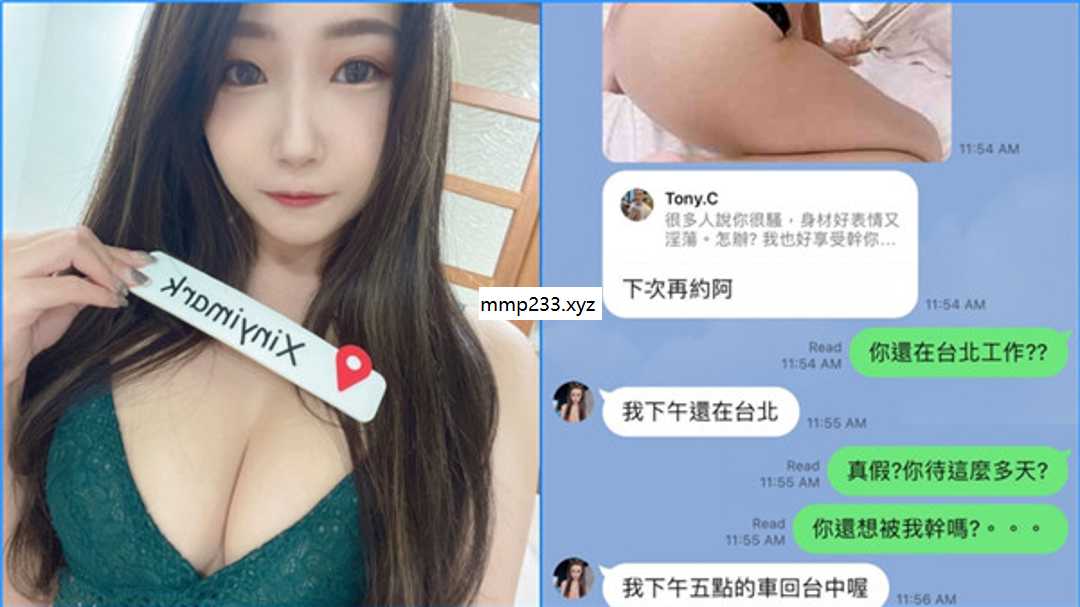 Xinyimark
mmp233.xyz
11:54 AM
Tony.C
很多人說你很騷，身材好表情又
淫蕩。怎辦? 我也好享受幹你...
下次再約阿
11:54 AM
Read
11:54 AM
你還在台北工作??
我下午還在台北
11:55 AM
Read
11:55 AM
真假?你待這麼多天?
Read
11:55 AM
你還想被我幹嗎?。。。
我下午五點的車回台中喔
11:56 AM